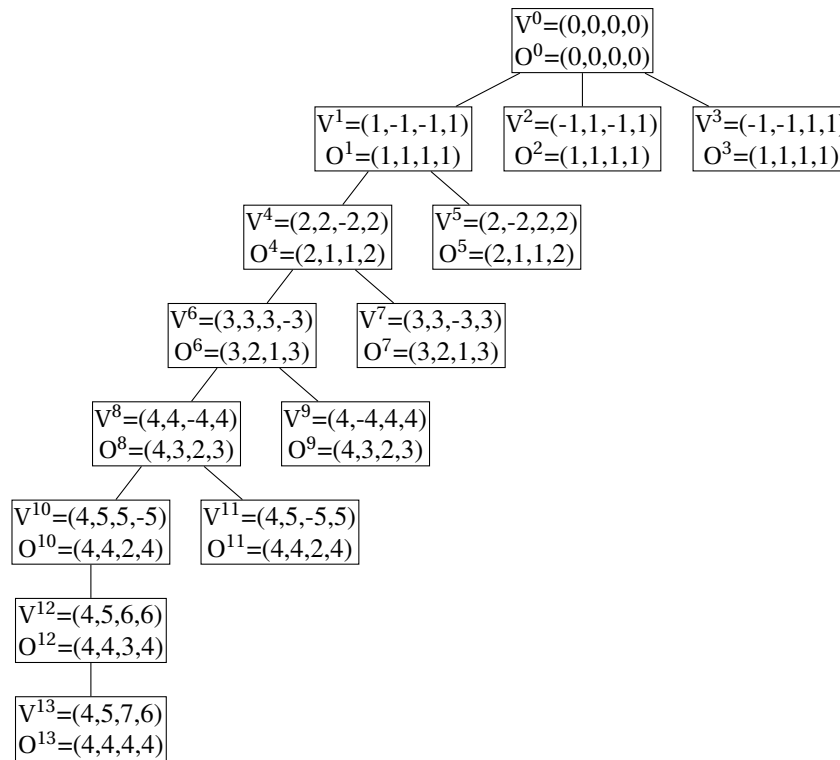 V⁰=(0,0,0,0)
O⁰=(0,0,0,0)
V¹=(1,-1,-1,1)
O¹=(1,1,1,1)
V²=(-1,1,-1,1)
O²=(1,1,1,1)
V³=(-1,-1,1,1)
O³=(1,1,1,1)
V⁴=(2,2,-2,2)
O⁴=(2,1,1,2)
V⁵=(2,-2,2,2)
O⁵=(2,1,1,2)
V⁶=(3,3,3,-3)
O⁶=(3,2,1,3)
V⁷=(3,3,-3,3)
O⁷=(3,2,1,3)
V⁸=(4,4,-4,4)
O⁸=(4,3,2,3)
V⁹=(4,-4,4,4)
O⁹=(4,3,2,3)
V¹⁰=(4,5,5,-5)
O¹⁰=(4,4,2,4)
V¹¹=(4,5,-5,5)
O¹¹=(4,4,2,4)
V¹²=(4,5,6,6)
O¹²=(4,4,3,4)
V¹³=(4,5,7,6)
O¹³=(4,4,4,4)